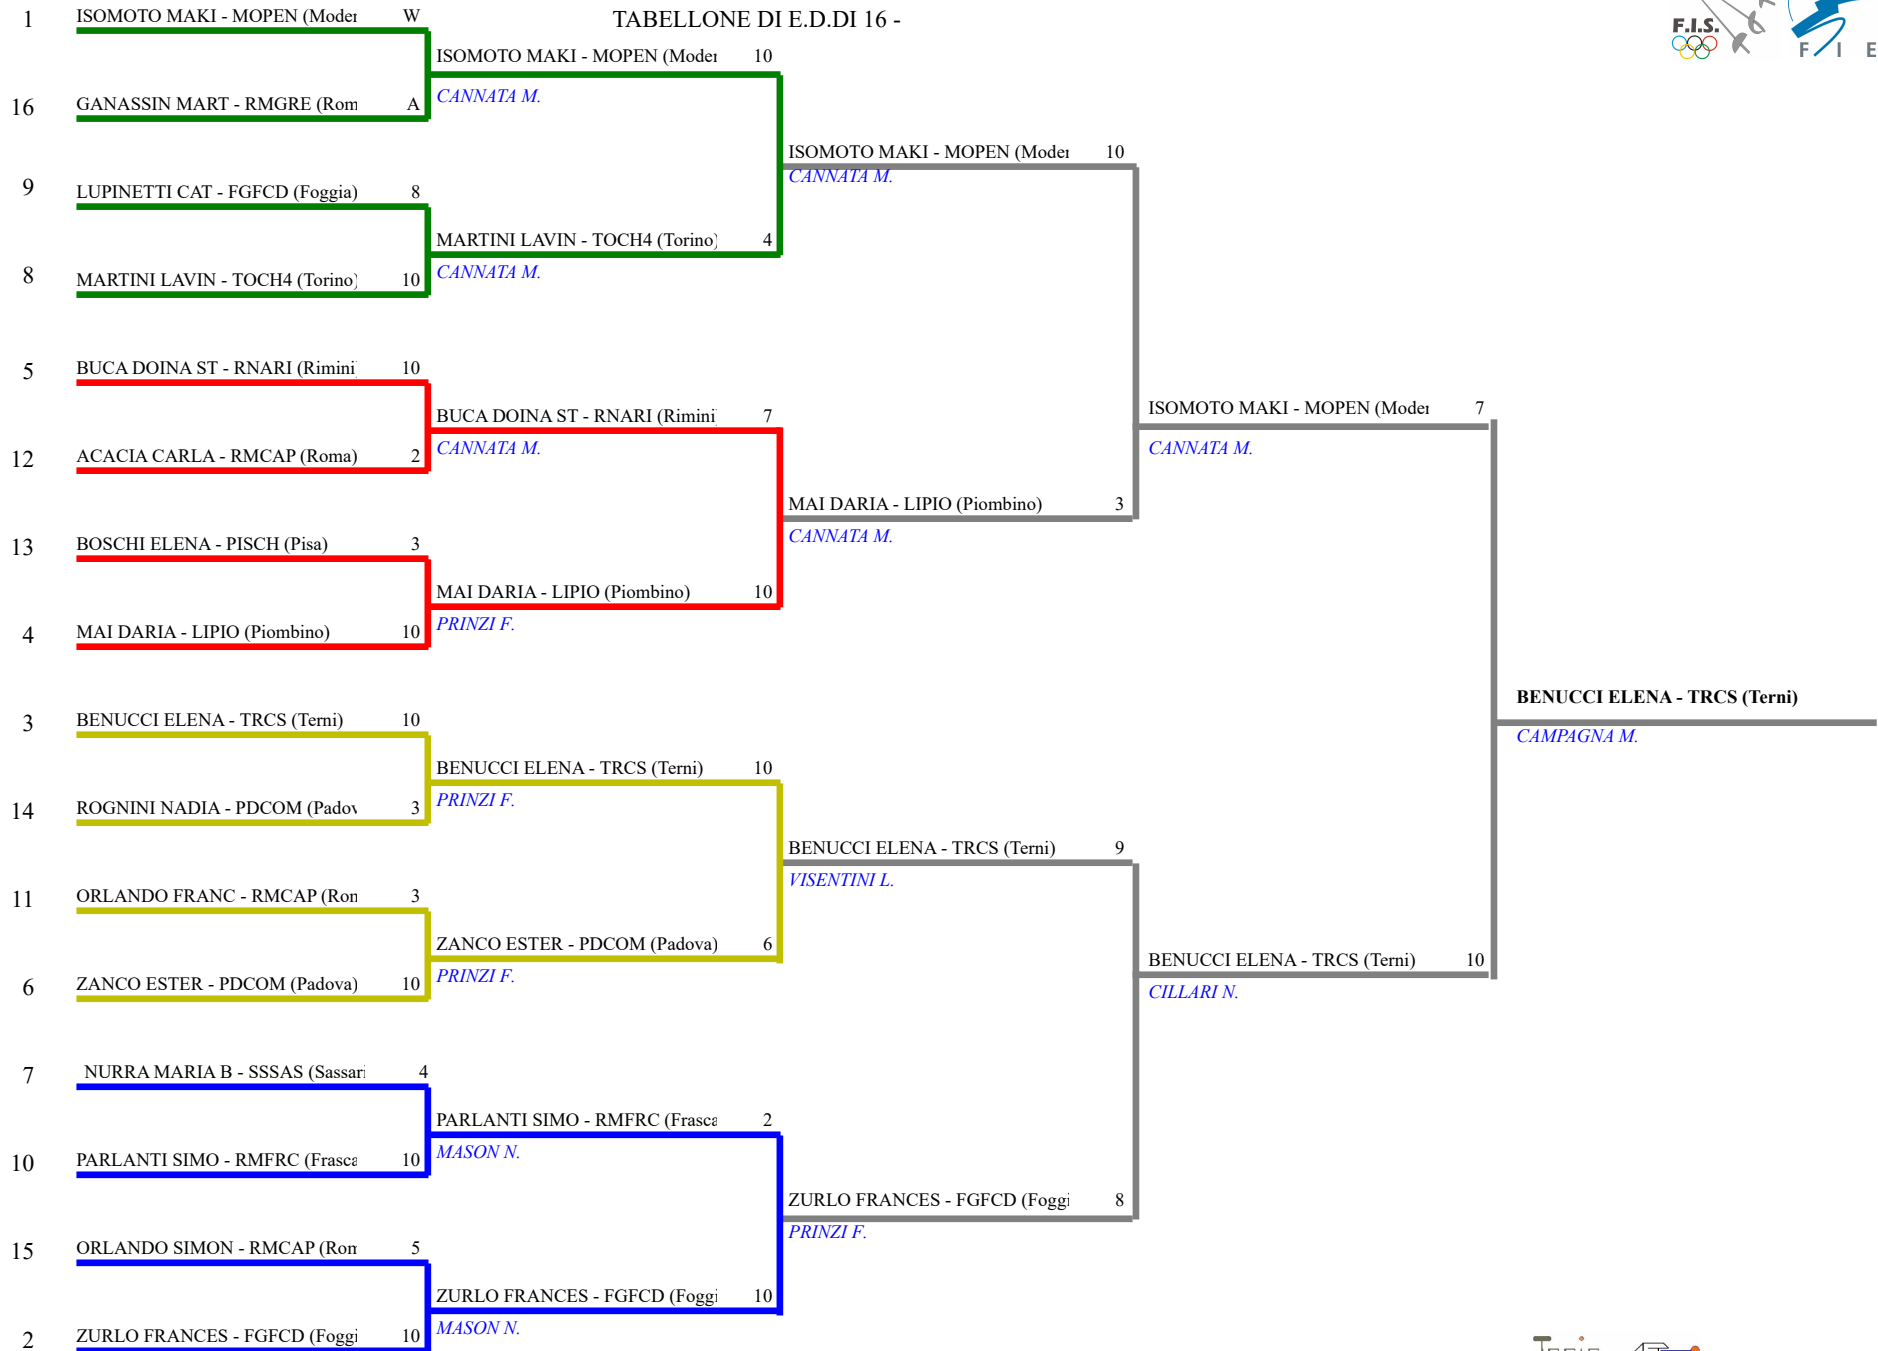 TABELLONE DI E.D.DI 16 -
F.I.S.
F I E
1 ISOMOTO MAKI - MOPEN (Moder W
ISOMOTO MAKI - MOPEN (Moder 10
CANNATA M.
16 GANASSIN MART - RMGRE (Rom A
ISOMOTO MAKI - MOPEN (Moder 10
CANNATA M.
9 LUPINETTI CAT - FGFCD (Foggia) 8
MARTINI LAVIN - TOCH4 (Torino) 4
CANNATA M.
8 MARTINI LAVIN - TOCH4 (Torino) 10
5 BUCA DOINA ST - RNARI (Rimini 10
ISOMOTO MAKI - MOPEN (Moder 7
CANNATA M.
BUCA DOINA ST - RNARI (Rimini 7
CANNATA M.
12 ACACIA CARLA - RMCAP (Roma) 2
MAI DARIA - LIPIO (Piombino) 3
CANNATA M.
13 BOSCHI ELENA - PISCH (Pisa) 3
MAI DARIA - LIPIO (Piombino) 10
PRINZI F.
4 MAI DARIA - LIPIO (Piombino) 10
BENUCCI ELENA - TRCS (Terni)
CAMPAGNA M.
3 BENUCCI ELENA - TRCS (Terni) 10
BENUCCI ELENA - TRCS (Terni) 10
PRINZI F.
14 ROGNINI NADIA - PDCOM (Padov 3
BENUCCI ELENA - TRCS (Terni) 9
VISENTINI L.
11 ORLANDO FRANC - RMCAP (Rom 3
ZANCO ESTER - PDCOM (Padova) 6
PRINZI F.
BENUCCI ELENA - TRCS (Terni) 10
CILLARI N.
6 ZANCO ESTER - PDCOM (Padova) 10
7 NURRA MARIA B - SSSAS (Sassari 4
PARLANTI SIMO - RMFRC (Frasca 2
MASON N.
10 PARLANTI SIMO - RMFRC (Frasca 10
ZURLO FRANCES - FGFCD (Foggi 8
PRINZI F.
15 ORLANDO SIMON - RMCAP (Rom 5
ZURLO FRANCES - FGFCD (Foggi 10
MASON N.
2 ZURLO FRANCES - FGFCD (Foggi 10